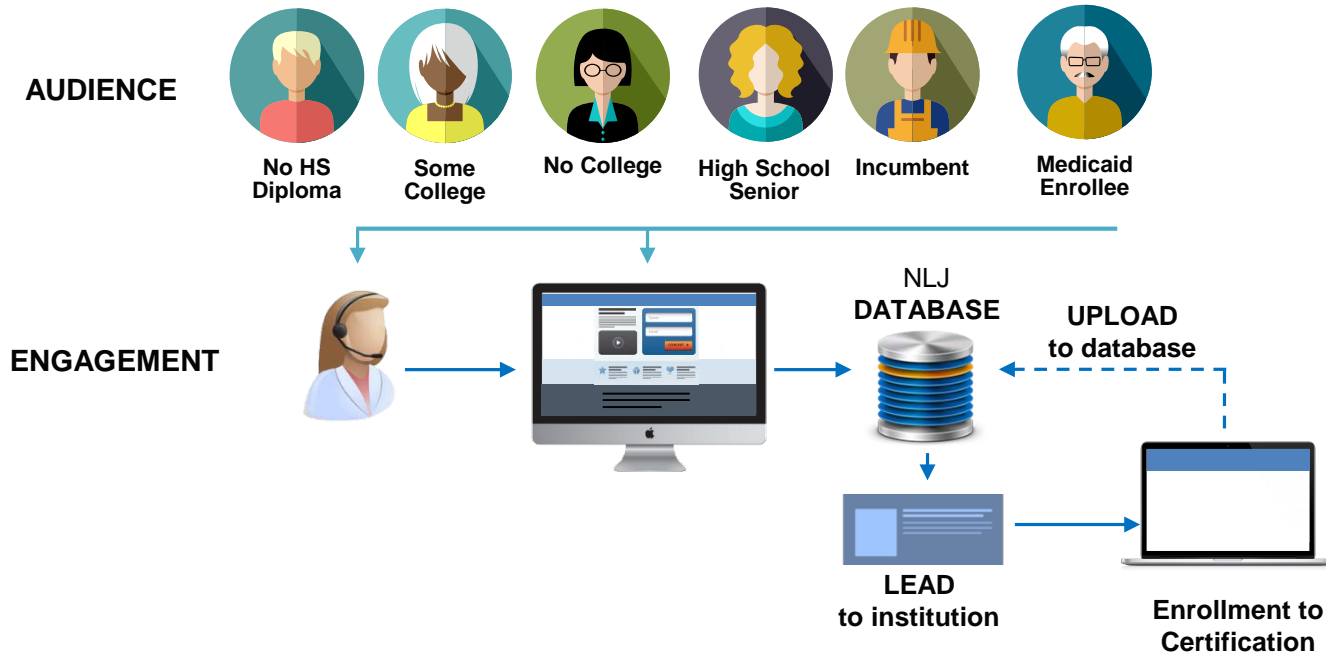 AUDIENCE
No HS
Diploma
Some
College
No College
High School
Senior
Incumbent
Medicaid
Enrollee
ENGAGEMENT
NLJ
DATABASE
UPLOAD
to database
LEAD
to institution
Enrollment to
Certification